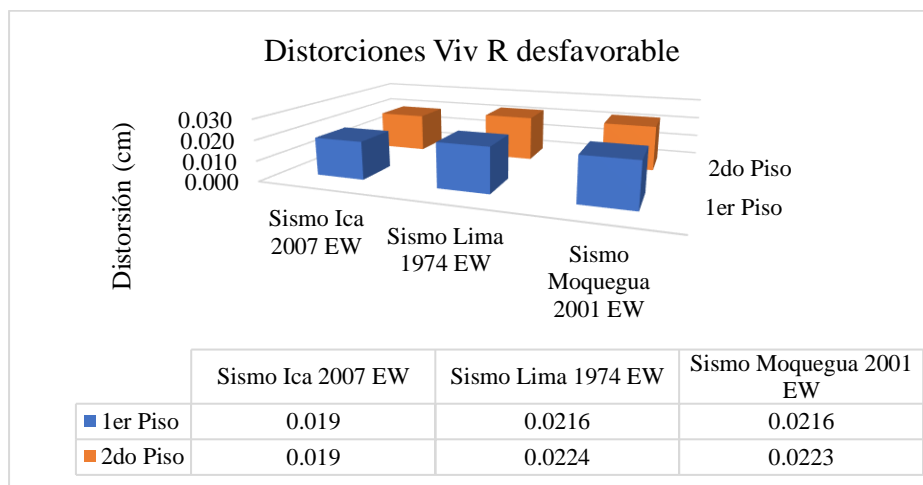 Distorciones Viv R desfavorable
Distorsión (cm)
0.030
0.020
0.010
0.000
2do Piso
1er Piso
Sismo Ica
2007 EW
Sismo Lima
1974 EW
Sismo
Moquegua
2001 EW
Sismo Ica 2007 EW Sismo Lima 1974 EW Sismo Moquegua 2001
EW
1er Piso 0.019 0.0216 0.0216
2do Piso 0.019 0.0224 0.0223